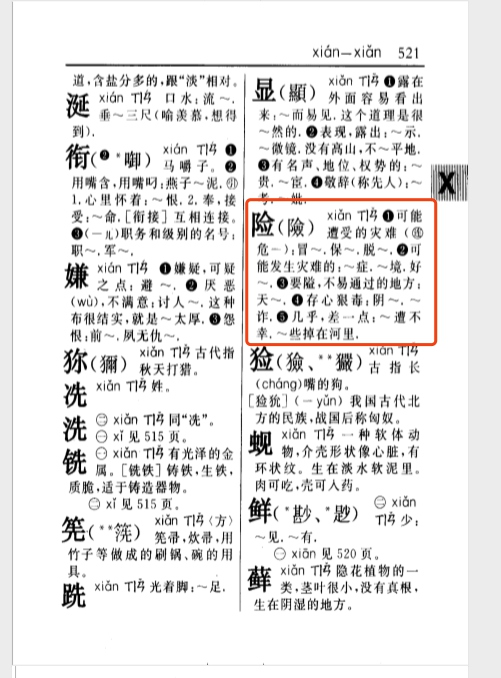 xián—xiǎn 521
道,含盐分多的,跟“淡”相对。
涎 xián ㄒㄧㄢˊ 口水:流～.
垂～三尺(喻羡慕,想得
到).
衔(❷*啣) xián ㄒㄧㄢˊ ❶
马嚼子。❷
用嘴含,用嘴叼:燕子～泥.㊁
1.心里怀着:～恨.2.奉,接
受:～命.[衔接]互相连接。
❸(—儿)职务和级别的名号:
职～.军～.
嫌 xián ㄒㄧㄢˊ ❶嫌疑,可疑
之点:避～.❷厌恶
(wù),不满意:讨人～.这种
布很结实,就是～太厚.❸怨
恨:前～.夙无仇～.
狝(獮) xiǎn ㄒㄧㄢˇ 古代指
秋天打猎。
冼 xiǎn ㄒㄧㄢˇ 姓。
洗 ㊀ xiǎn ㄒㄧㄢˇ 同“冼”。
㊀ xǐ 见 515 页。
铣 ㊀ xiǎn ㄒㄧㄢˇ 有光泽的金
属。[铣铁]铸铁,生铁,
质脆,适于铸造器物。
㊁ xǐ 见 515 页。
筅(**箲) xiǎn ㄒㄧㄢˇ〈方〉
筅帚,炊帚,用
竹子等做成的刷锅、碗的用
具。
跣 xiǎn ㄒㄧㄢˇ 光着脚:～足.
显(顯) xiǎn ㄒㄧㄢˇ ❶露在
外面容易看出
来:～而易见.这个道理是很
～然的.❷表现,露出:～示.
～微镜.没有高山,不～平地.
❸有名声、地位、权势的:～
贵.～宦.❹敬辞(称先人):～
考.～妣.
X
险(險) xiǎn ㄒㄧㄢˇ ❶可能
遭受的灾难(㊥
危—):冒～.保～.脱～.❷可
能发生灾难的:～症.～境.好
～.❸要隘,不易通过的地方:
天～.❹存心狠毒:阴～.～
诈.❺几乎,差一点:～遭不
幸.～些掉在河里.
猃(獫、**玁) xiǎn ㄒㄧㄢˇ
古指长
(cháng)嘴的狗。
[猃狁](—yǔn)我国古代北
方的民族,战国后称匈奴。
蚬 xiǎn ㄒㄧㄢˇ 一种软体动
物,介壳形状像心脏,有
环状纹。生在淡水软泥里。
肉可吃,壳可入药。
鲜(*尠、*尟) ㊁ xiǎn
ㄒㄧㄢˇ 少:
～见.～有.
㊀ xiān 见 520 页。
藓 xiǎn ㄒㄧㄢˇ 隐花植物的一
类,茎叶很小,没有真根,
生在阴湿的地方。